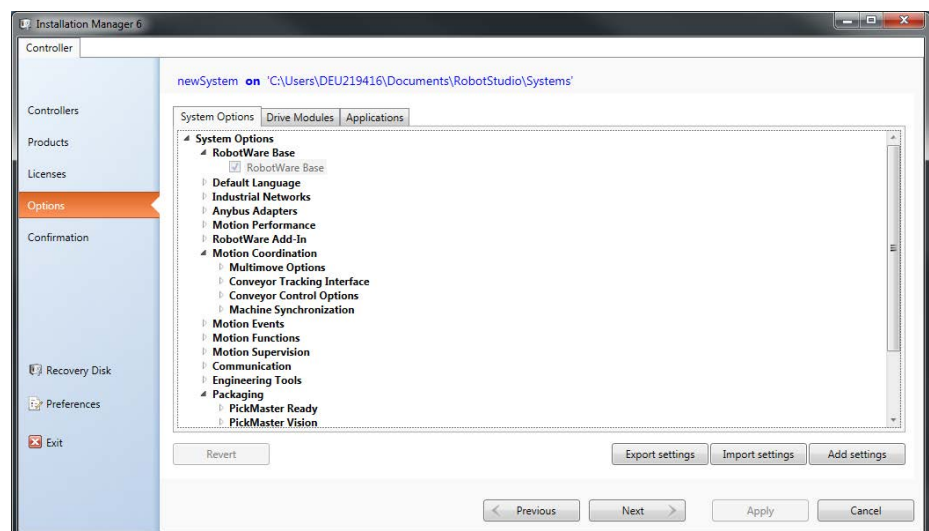 Installation Manager 6
Controller
newSystem on 'C:\Users\DEU219416\Documents\RobotStudio\Systems'
Controllers
Products
Licenses
Options
Confirmation
Recovery Disk
Preferences
Exit
System Options Drive Modules Applications
System Options
RobotWare Base
RobotWare Base
Default Language
Industrial Networks
Anybus Adapters
Motion Performance
RobotWare Add-In
Motion Coordination
Multimove Options
Conveyor Tracking Interface
Conveyor Control Options
Machine Synchronization
Motion Events
Motion Functions
Motion Supervision
Communication
Engineering Tools
Packaging
PickMaster Ready
PickMaster Vision
Revert Export settings Import settings Add settings
Previous Next Apply Cancel